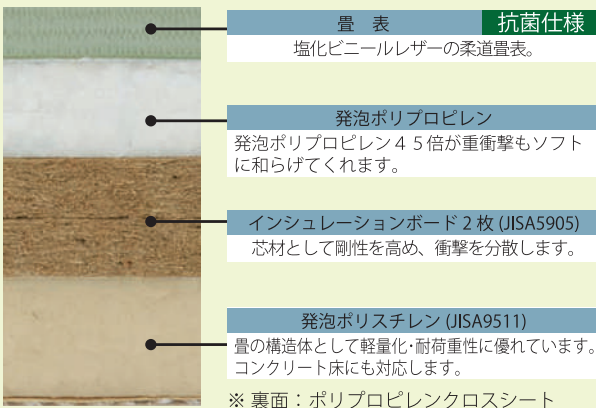 畳 表 抗菌仕様
塩化ビニールレザーの柔道畳表。
発泡ポリプロピレン
発泡ポリプロピレン４５倍が重衝撃もソフト
に和らげてくれます。
インシュレーションボード２枚(JISA5905)
芯材として剛性を高め、衝撃を分散します。
発泡ポリスチレン(JISA9511)
畳の構造体として軽量化・耐荷重性に優れています。
コンクリート床にも対応します。
※ 裏面：ポリプロピレンクロスシート